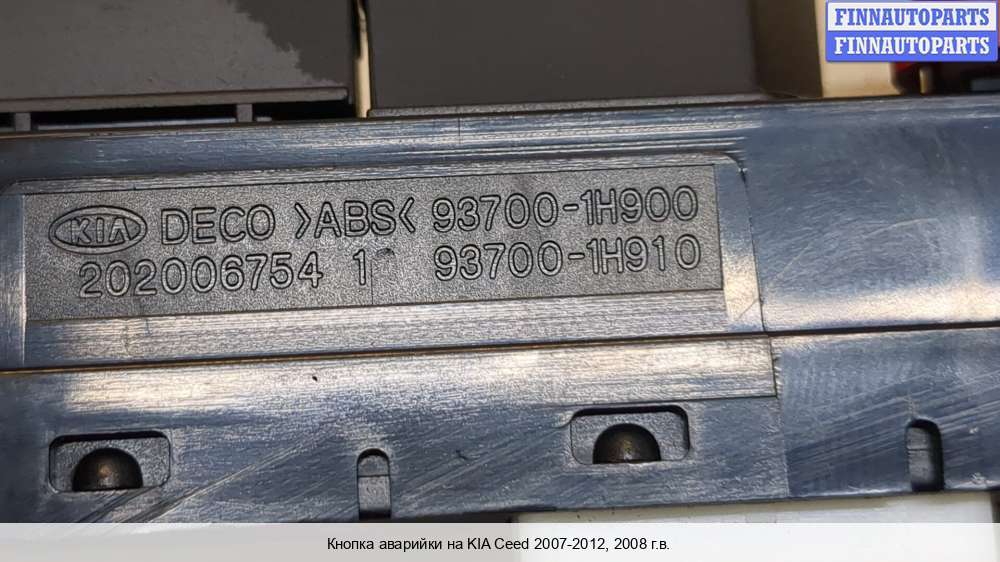 FINNAUTOPARTS
FINNAUTOPARTS
KIA DECO >ABS< 93700-1H900
202006754 1 93700-1H910
Кнопка аварийки на KIA Ceed 2007-2012, 2008 г.в.